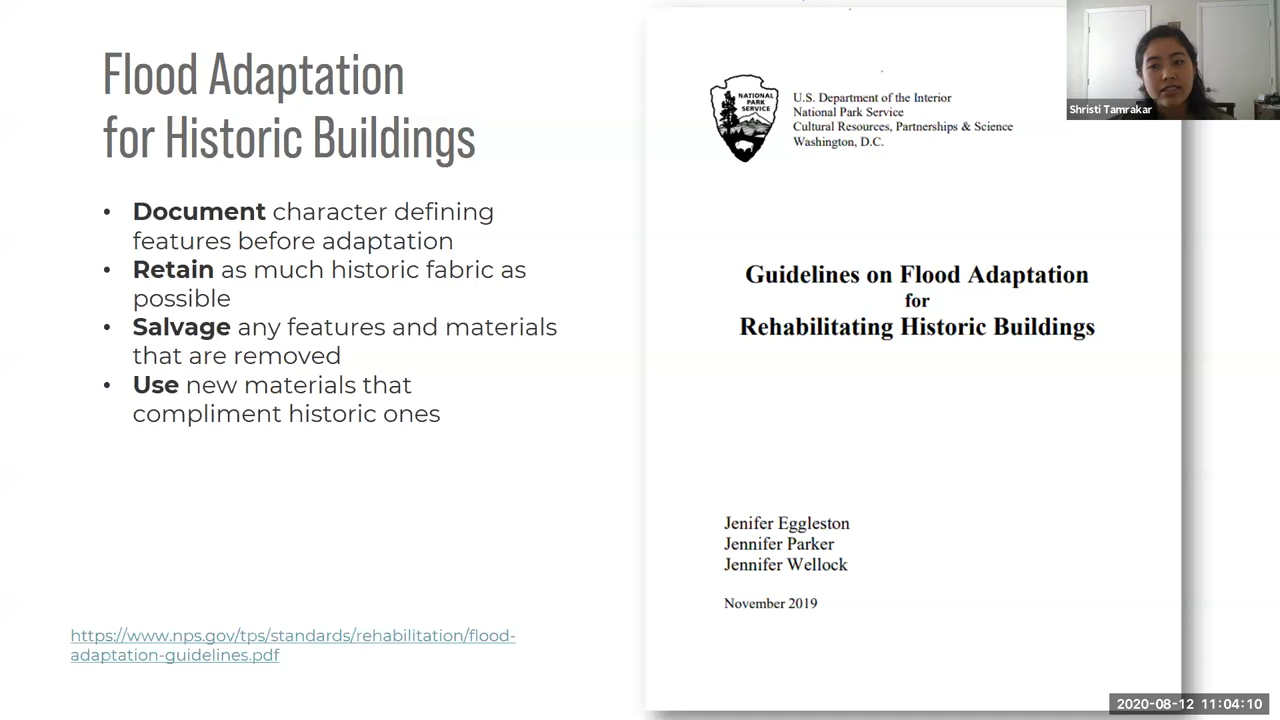 Flood Adaptation
for Historic Buildings
• Document character defining
features before adaptation
• Retain as much historic fabric as
possible
• Salvage any features and materials
that are removed
• Use new materials that
compliment historic ones
https://www.nps.gov/tps/standards/rehabilitation/flood-
adaptation-guidelines.pdf
NATIONAL
PARK
SERVICE
U.S. Department of the Interior
National Park Service
Cultural Resources, Partnerships & Science
Washington, D.C.
Guidelines on Flood Adaptation
for
Rehabilitating Historic Buildings
Jenifer Eggleston
Jennifer Parker
Jennifer Wellock
November 2019
Shristi Tamrakar
2020-08-12 11:04:10